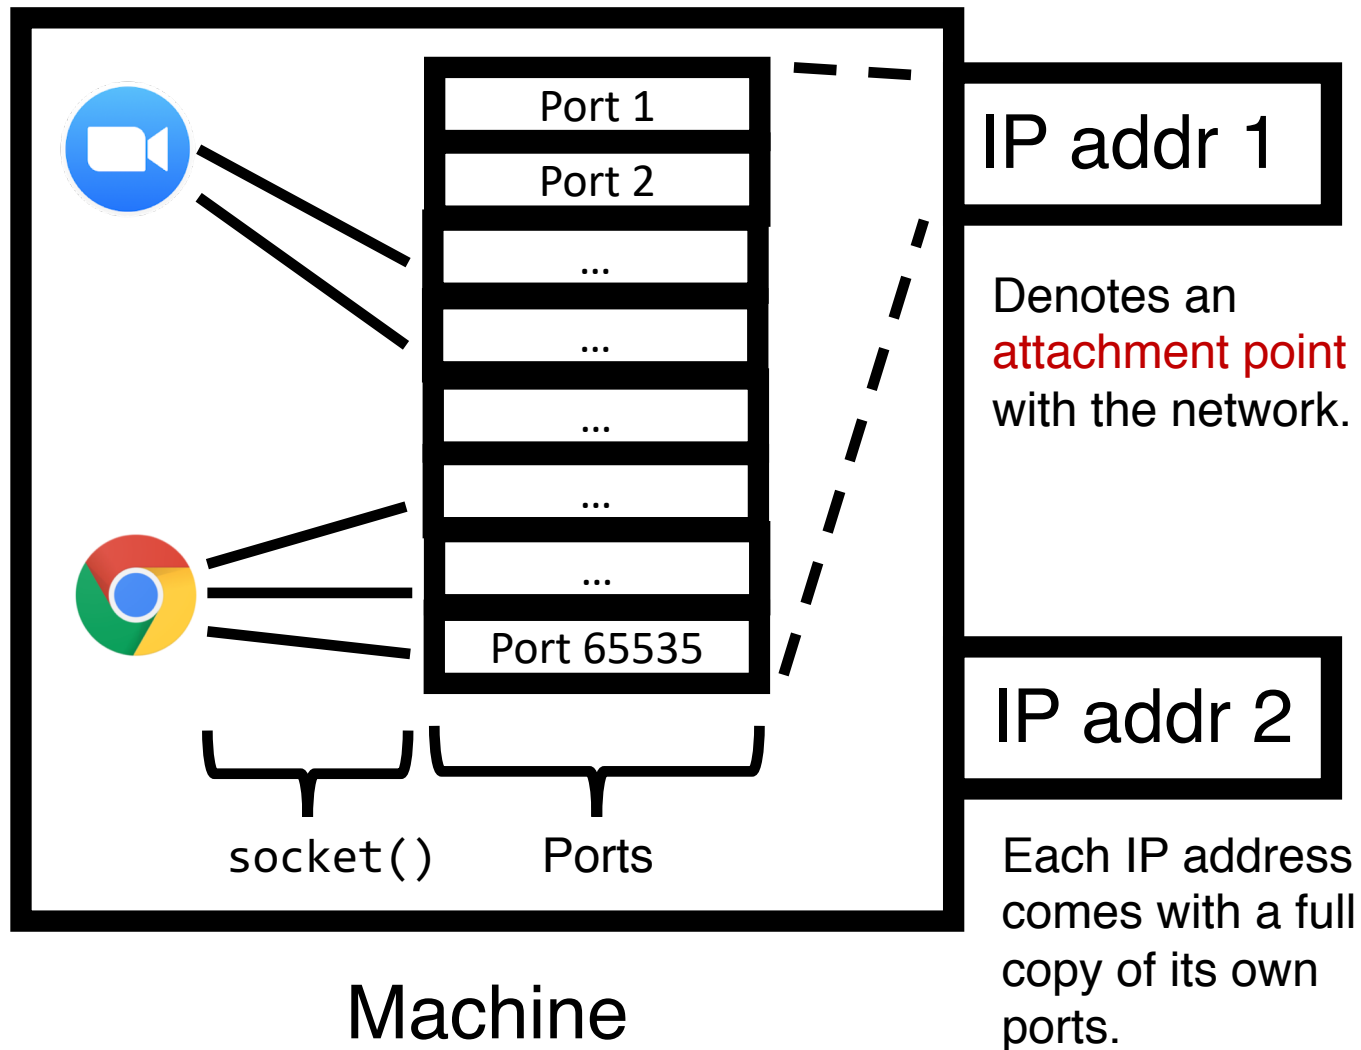 Port 1
Port 2
...
...
...
...
...
Port 65535
socket()
Ports
Machine
IP addr 1
Denotes an
attachment point
with the network.
IP addr 2
Each IP address
comes with a full
copy of its own
ports.